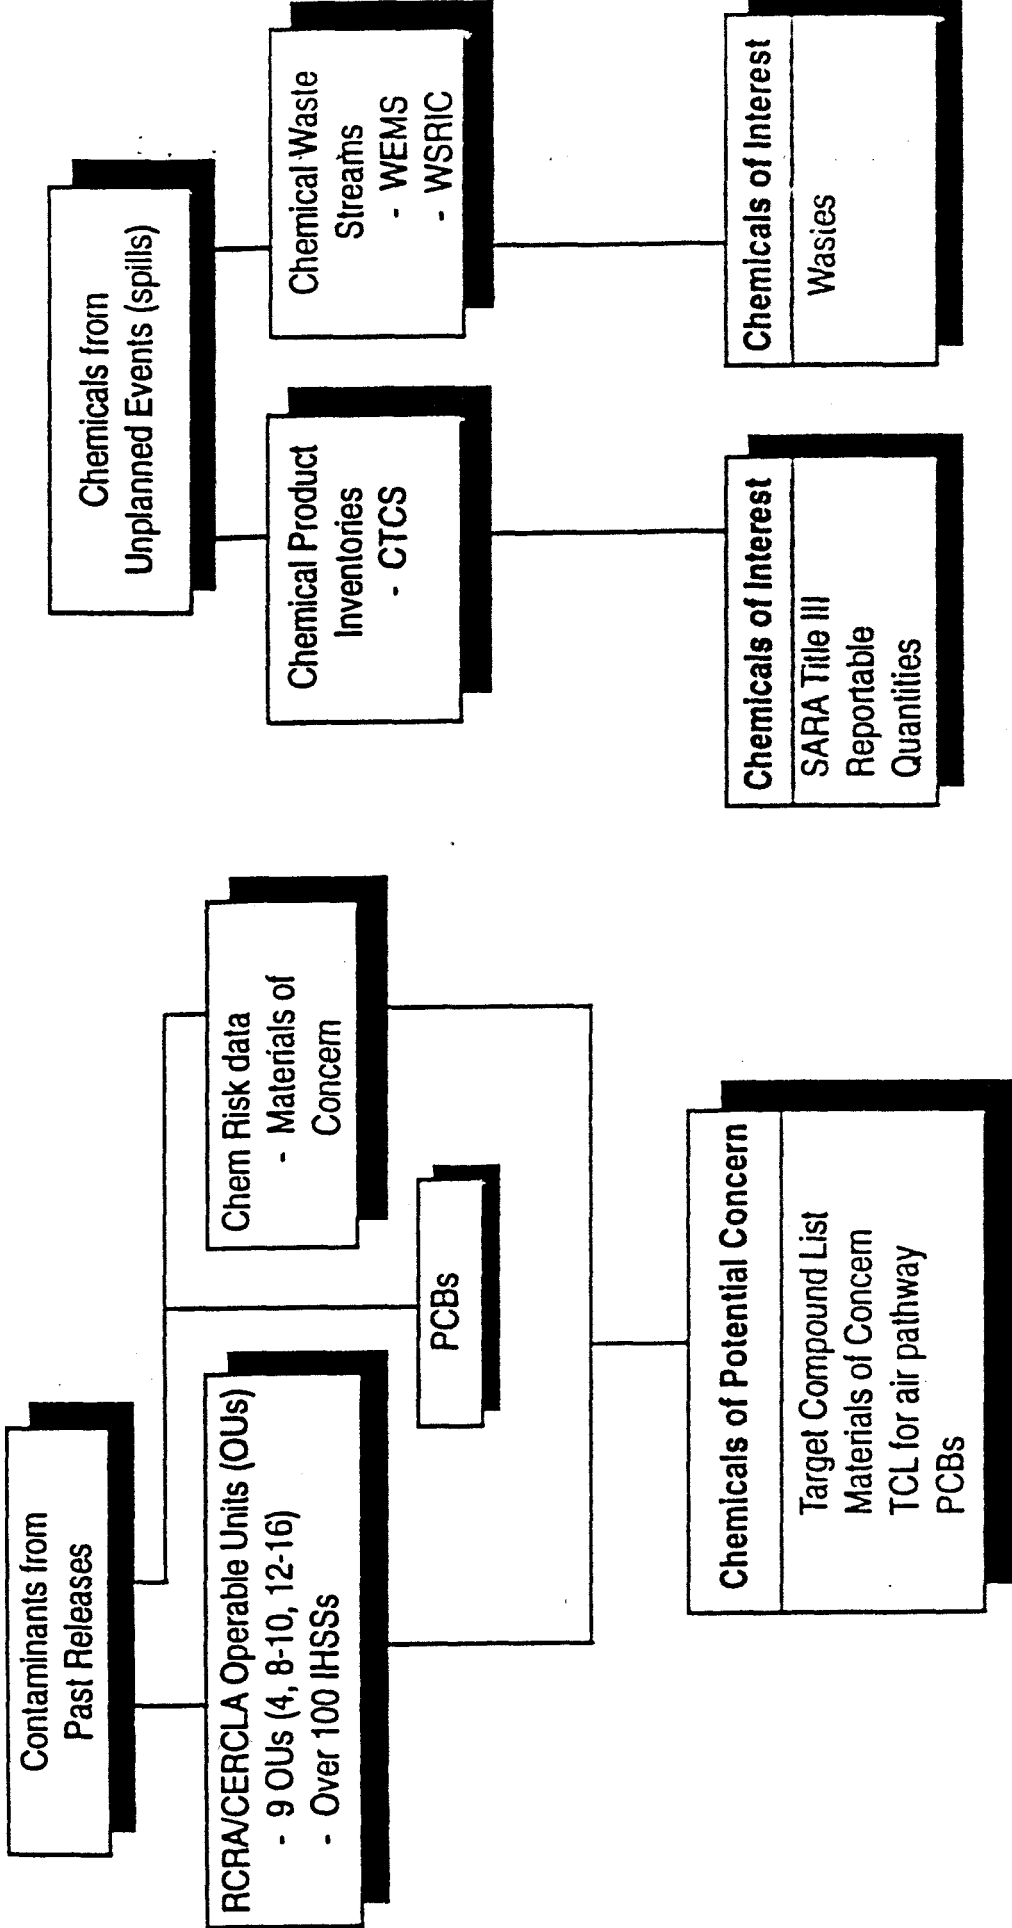 Contaminants from
Past Releases
RCRA/CERCLA Operable Units (OUs)
- 9 OUs (4, 8-10, 12-16)
- Over 100 IHSSs
Chem Risk data
- Materials of
Concern
PCBs
Chemicals of Potential Concern
Target Compound List
Materials of Concern
TCL for air pathway
PCBs
Chemicals from
Unplanned Events (spills)
Chemical Product
Inventories
- CTCS
Chemical Waste
Streams
- WEMS
- WSRIC
Chemicals of Interest
SARA Title III
Reportable
Quantities
Chemicals of Interest
Wasies